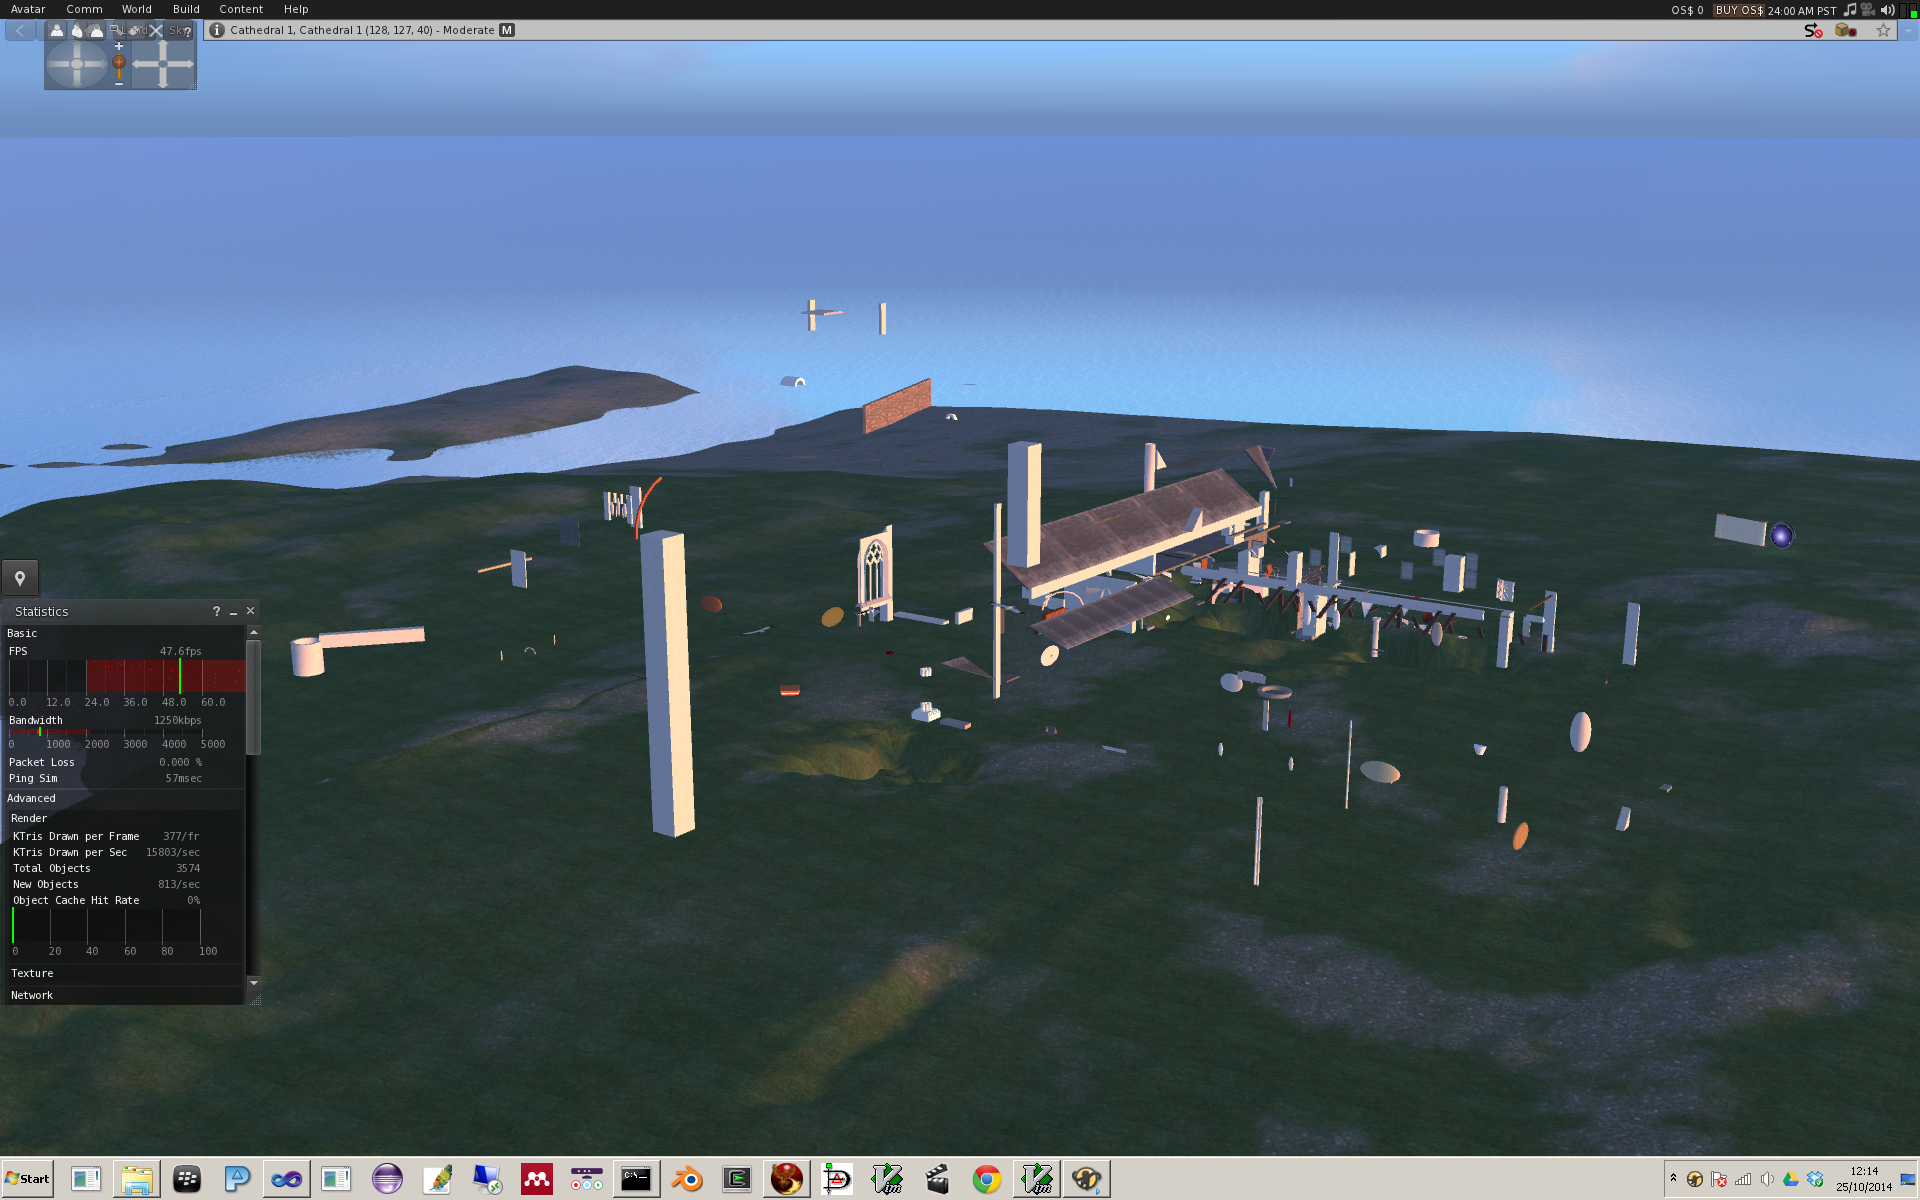 Avatar Comm World Build Content Help
OS$ 0 BUY OS$ 24:00 AM PST
Cathedral 1, Cathedral 1 (128, 127, 40) - Moderate M
Statistics ?
Basic
FPS 47.6fps
0.0 12.0 24.0 36.0 48.0 60.0
Bandwidth 1250kbps
0 1000 2000 3000 4000 5000
Packet Loss 0.000 %
Ping Sim 57msec
Advanced
Render
KTris Drawn per Frame 377/fr
KTris Drawn per Sec 15803/sec
Total Objects 3574
New Objects 813/sec
Object Cache Hit Rate 0%
0 20 40 60 80 100
Texture
Network
Start
C:\
Vim
Vim
12:14
25/10/2014